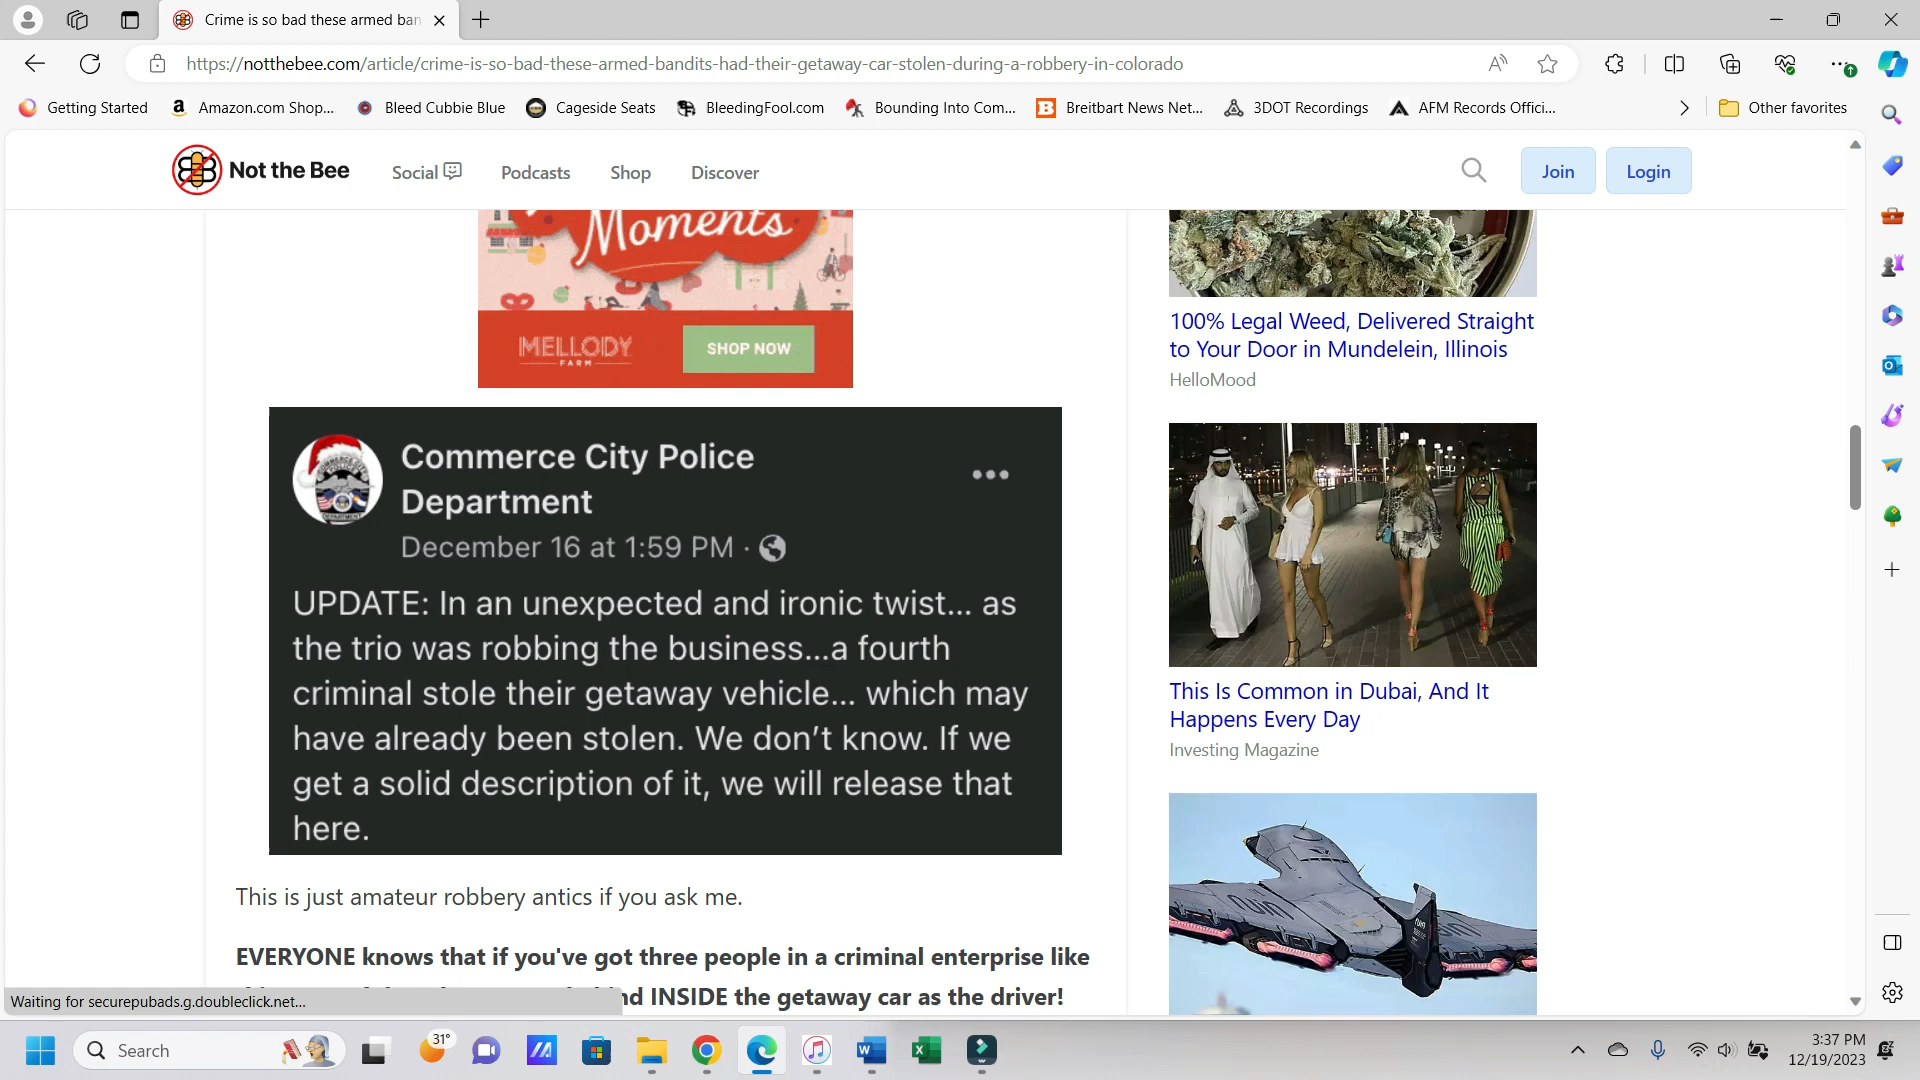 Crime is so bad these armed ban
https://notthebee.com/article/crime-is-so-bad-these-armed-bandits-had-their-getaway-car-stolen-during-a-robbery-in-colorado
Getting Started
Amazon.com Shop...
Bleed Cubbie Blue
Cageside Seats
BleedingFool.com
Bounding Into Com...
Breitbart News Net...
3DOT Recordings
AFM Records Offici...
Other favorites
Not the Bee
Social
Podcasts
Shop
Discover
Join
Login
Moments
MELLODY
FARM
SHOP NOW
Commerce City Police
Department
December 16 at 1:59 PM ·
UPDATE: In an unexpected and ironic twist... as
the trio was robbing the business...a fourth
criminal stole their getaway vehicle... which may
have already been stolen. We don't know. If we
get a solid description of it, we will release that
here.
This is just amateur robbery antics if you ask me.
EVERYONE knows that if you've got three people in a criminal enterprise like
INSIDE the getaway car as the driver!
100% Legal Weed, Delivered Straight
to Your Door in Mundelein, Illinois
HelloMood
This Is Common in Dubai, And It
Happens Every Day
Investing Magazine
Waiting for securepubads.g.doubleclick.net...
Search
31°
3:37 PM
12/19/2023